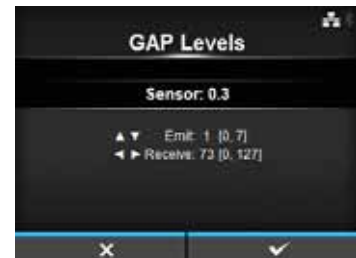 GAP Levels
Sensor: 0.3
▲ ▼ Emit: 1 [0, 7]
◄ ► Receive: 73 [0, 127]